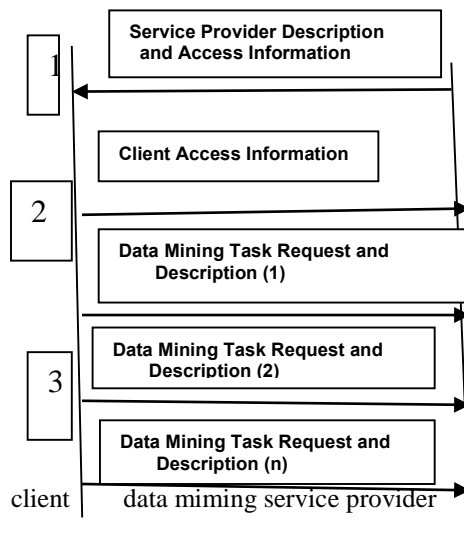 Service Provider Description
and Access Information
1
Client Access Information
2
Data Mining Task Request and
Description (1)
Data Mining Task Request and
Description (2)
3
Data Mining Task Request and
Description (n)
client data miming service provider